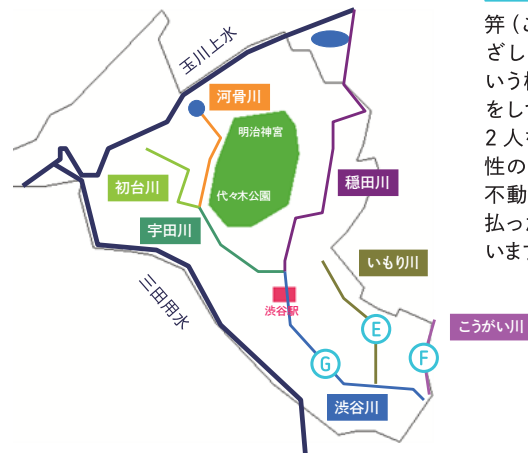 玉川上水
河骨川
明治神宮
初台川
代々木公園
穏田川
宇田川
いもり川
三田用水
渋谷駅
こうがい川
E
F
G
渋谷川
笄(
ざし
いう
をし
2人
性の
不動
払っ
います